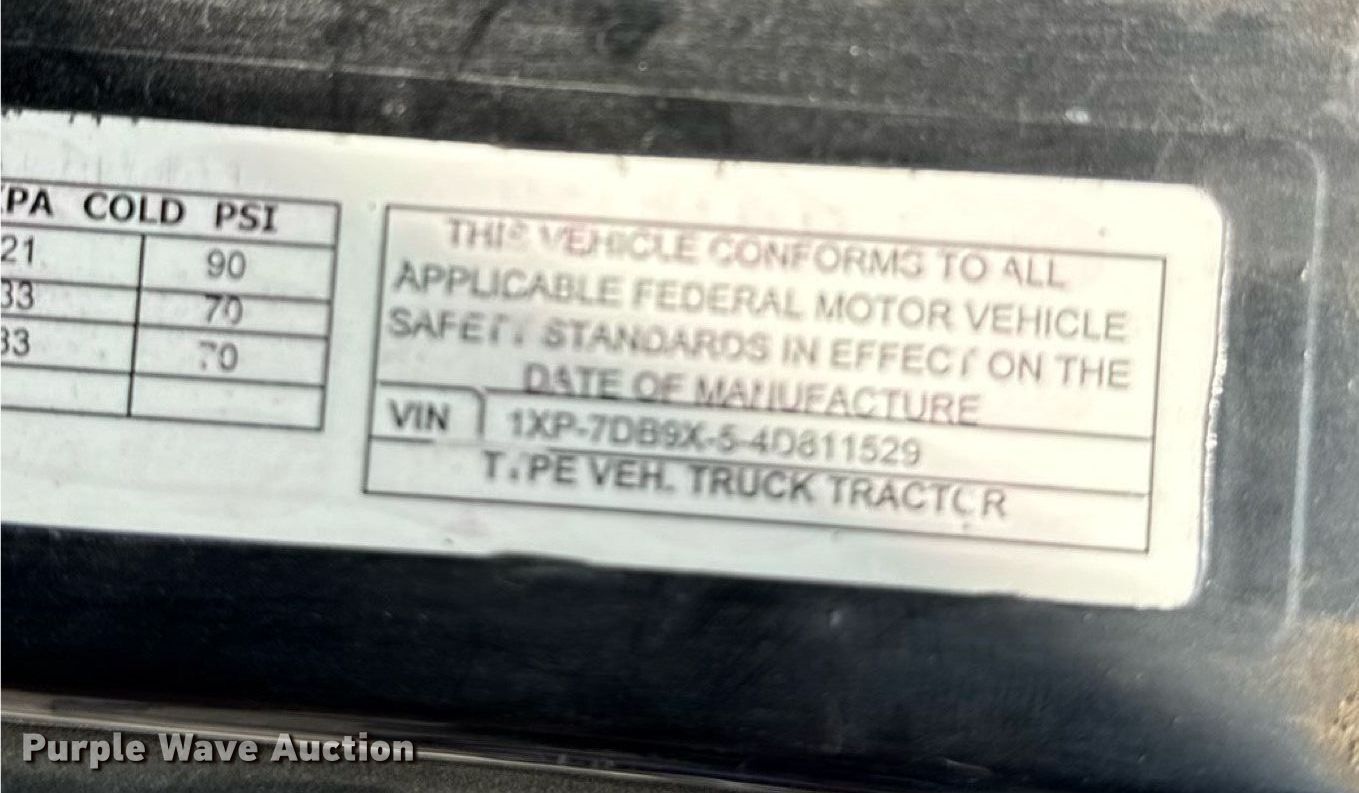 PA COLD PSI
21 90
33 70
33 70
THIS VEHICLE CONFORMS TO ALL
APPLICABLE FEDERAL MOTOR VEHICLE
SAFETY STANDARDS IN EFFECT ON THE
DATE OF MANUFACTURE
VIN 1XP-7DB9X-5-4D811529
TYPE VEH. TRUCK TRACTOR
Purple Wave Auction